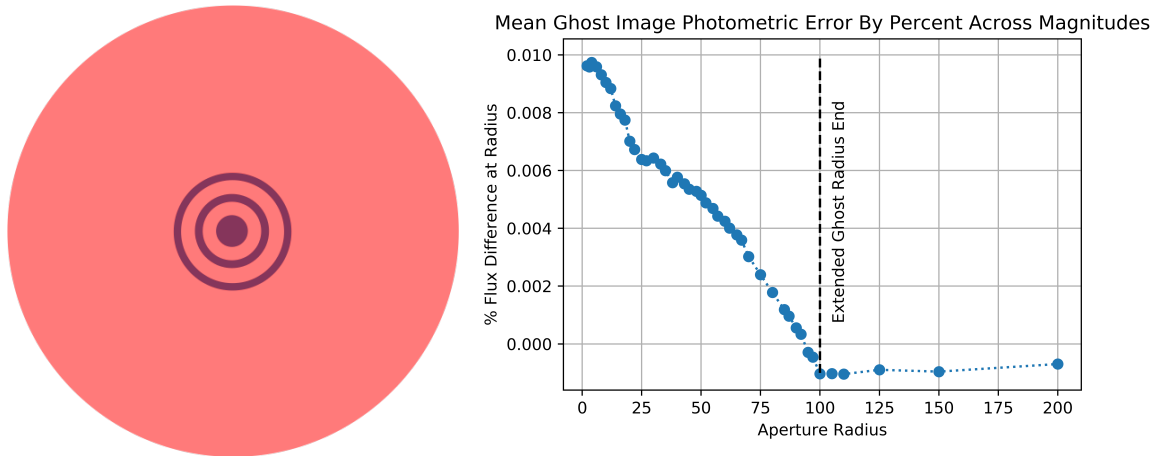 Mean Ghost Image Photometric Error By Percent Across Magnitudes
% Flux Difference at Radius
0.010
0.008
0.006
0.004
0.002
0.000
Extended Ghost Radius End
0 25 50 75 100 125 150 175 200
Aperture Radius